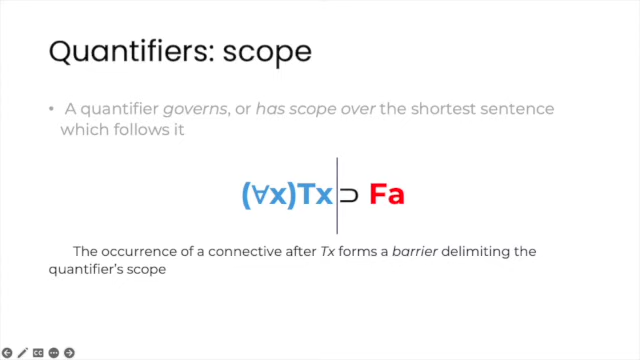 Quantifiers: scope
• A quantifier governs, or has scope over the shortest sentence
which follows it
(∀x)Tx ⊃ Fa
The occurrence of a connective after Tx forms a barrier delimiting the
quantifier's scope
CC